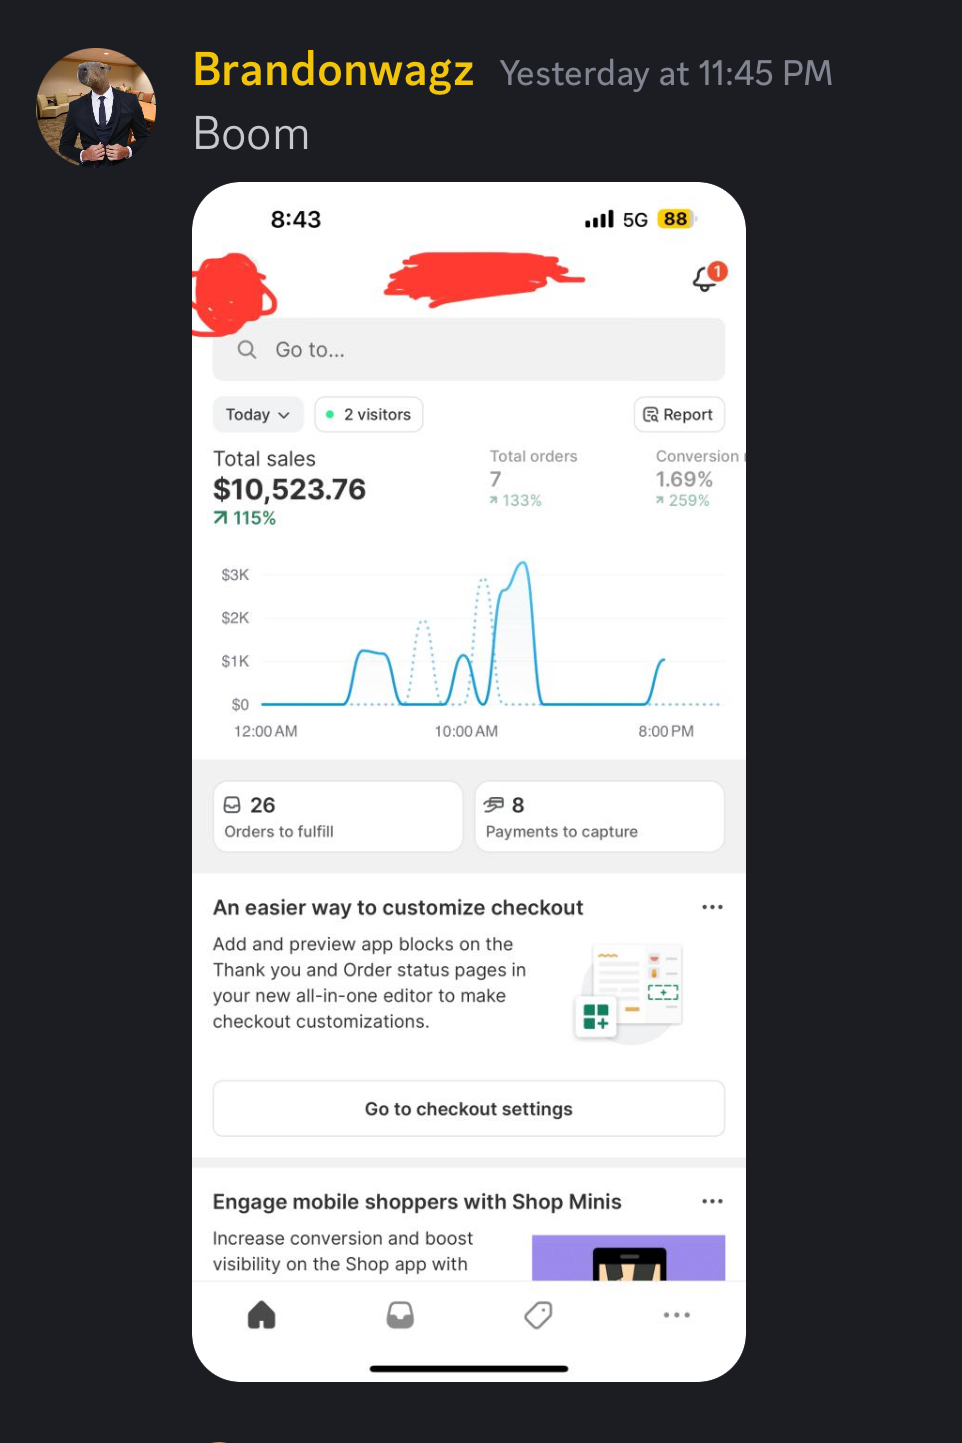 Brandonwagz Yesterday at 11:45 PM
Boom
8:43 5G 88
1
Go to...
Today 2 visitors Report
Total sales Total orders Conversion
$10,523.76 7 1.69%
115% 133% 259%
$3K
$2K
$1K
$0
12:00 AM 10:00 AM 8:00 PM
26 8
Orders to fulfill Payments to capture
An easier way to customize checkout
Add and preview app blocks on the
Thank you and Order status pages in
your new all-in-one editor to make
checkout customizations.
Go to checkout settings
Engage mobile shoppers with Shop Minis
Increase conversion and boost
visibility on the Shop app with